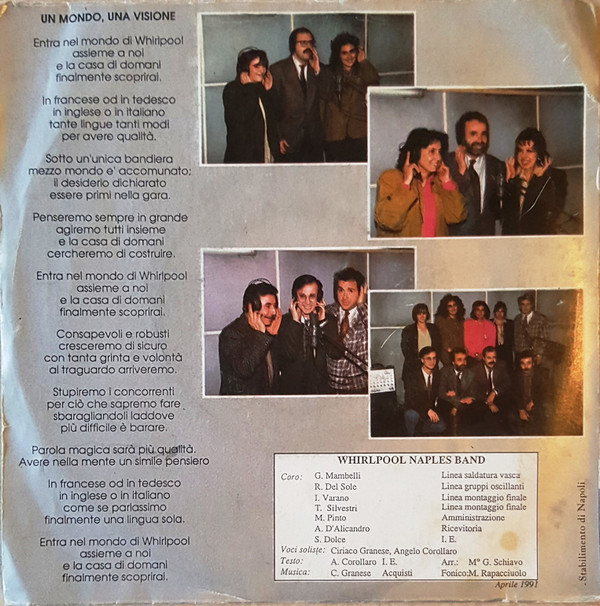 UN MONDO, UNA VISIONE
Entra nel mondo di Whirlpool
assieme a noi
e la casa di domani
finalmente scoprirai.
In francese od in tedesco
in inglese o in italiano
tante lingue tanti modi
per avere qualità.
Sotto un'unica bandiera
mezzo mondo e' accomunato;
il desiderio dichiarato
essere primi nella gara.
Penseremo sempre in grande
agiremo tutti insieme
e la casa di domani
cercheremo di costruire.
Entra nel mondo di Whirlpool
assieme a noi
e la casa di domani
finalmente scoprirai.
Consapevoli e robusti
cresceremo di sicuro
con tanta grinta e volontà
al traguardo arriveremo.
Stupiremo i concorrenti
per ciò che sapremo fare
sbaragliandoli laddove
più difficile è barare.
Parola magica sarà più qualità.
Avere nella mente un simile pensiero
In francese od in tedesco
in inglese o in italiano
come se parlassimo
finalmente una lingua sola.
Entra nel mondo di Whirlpool
assieme a noi
e la casa di domani
finalmente scoprirai.
WHIRLPOOL NAPLES BAND
Coro: G. Mambelli Linea saldatura vasca
R. Del Sole Linea gruppi oscillanti
I. Varano Linea montaggio finale
T. Silvestri Linea montaggio finale
M. Pinto Amministrazione
A. D'Alicandro Ricevitoria
S. Dolce I. E.
Voci soliste: Ciriaco Granese, Angelo Corollaro
Testo: A. Corollaro I. E. Arr.: Mº G. Schiavo
Musica: C. Granese Acquisti Fonico: M. Rapacciuolo
Aprile 1991
Stabilimento di Napoli